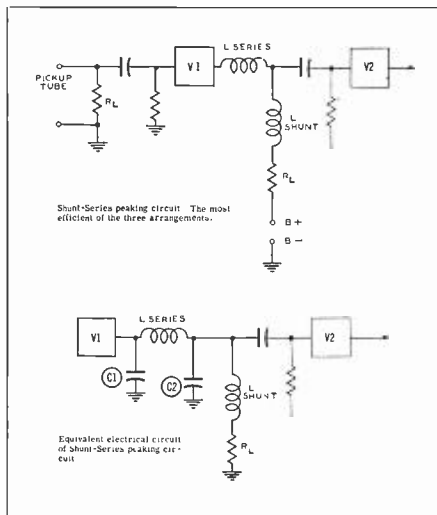 L SERIES
V1
V2
PICKUP
TUBE
RL
L
SHUNT
RL
Shunt-Series peaking circuit The most
efficient of the three arrangements.
B +
B -
L SERIES
V1
V2
C1
C2
L
SHUNT
Equivalent electrical circuit
of Shunt-Series peaking cir-
cuit
RL